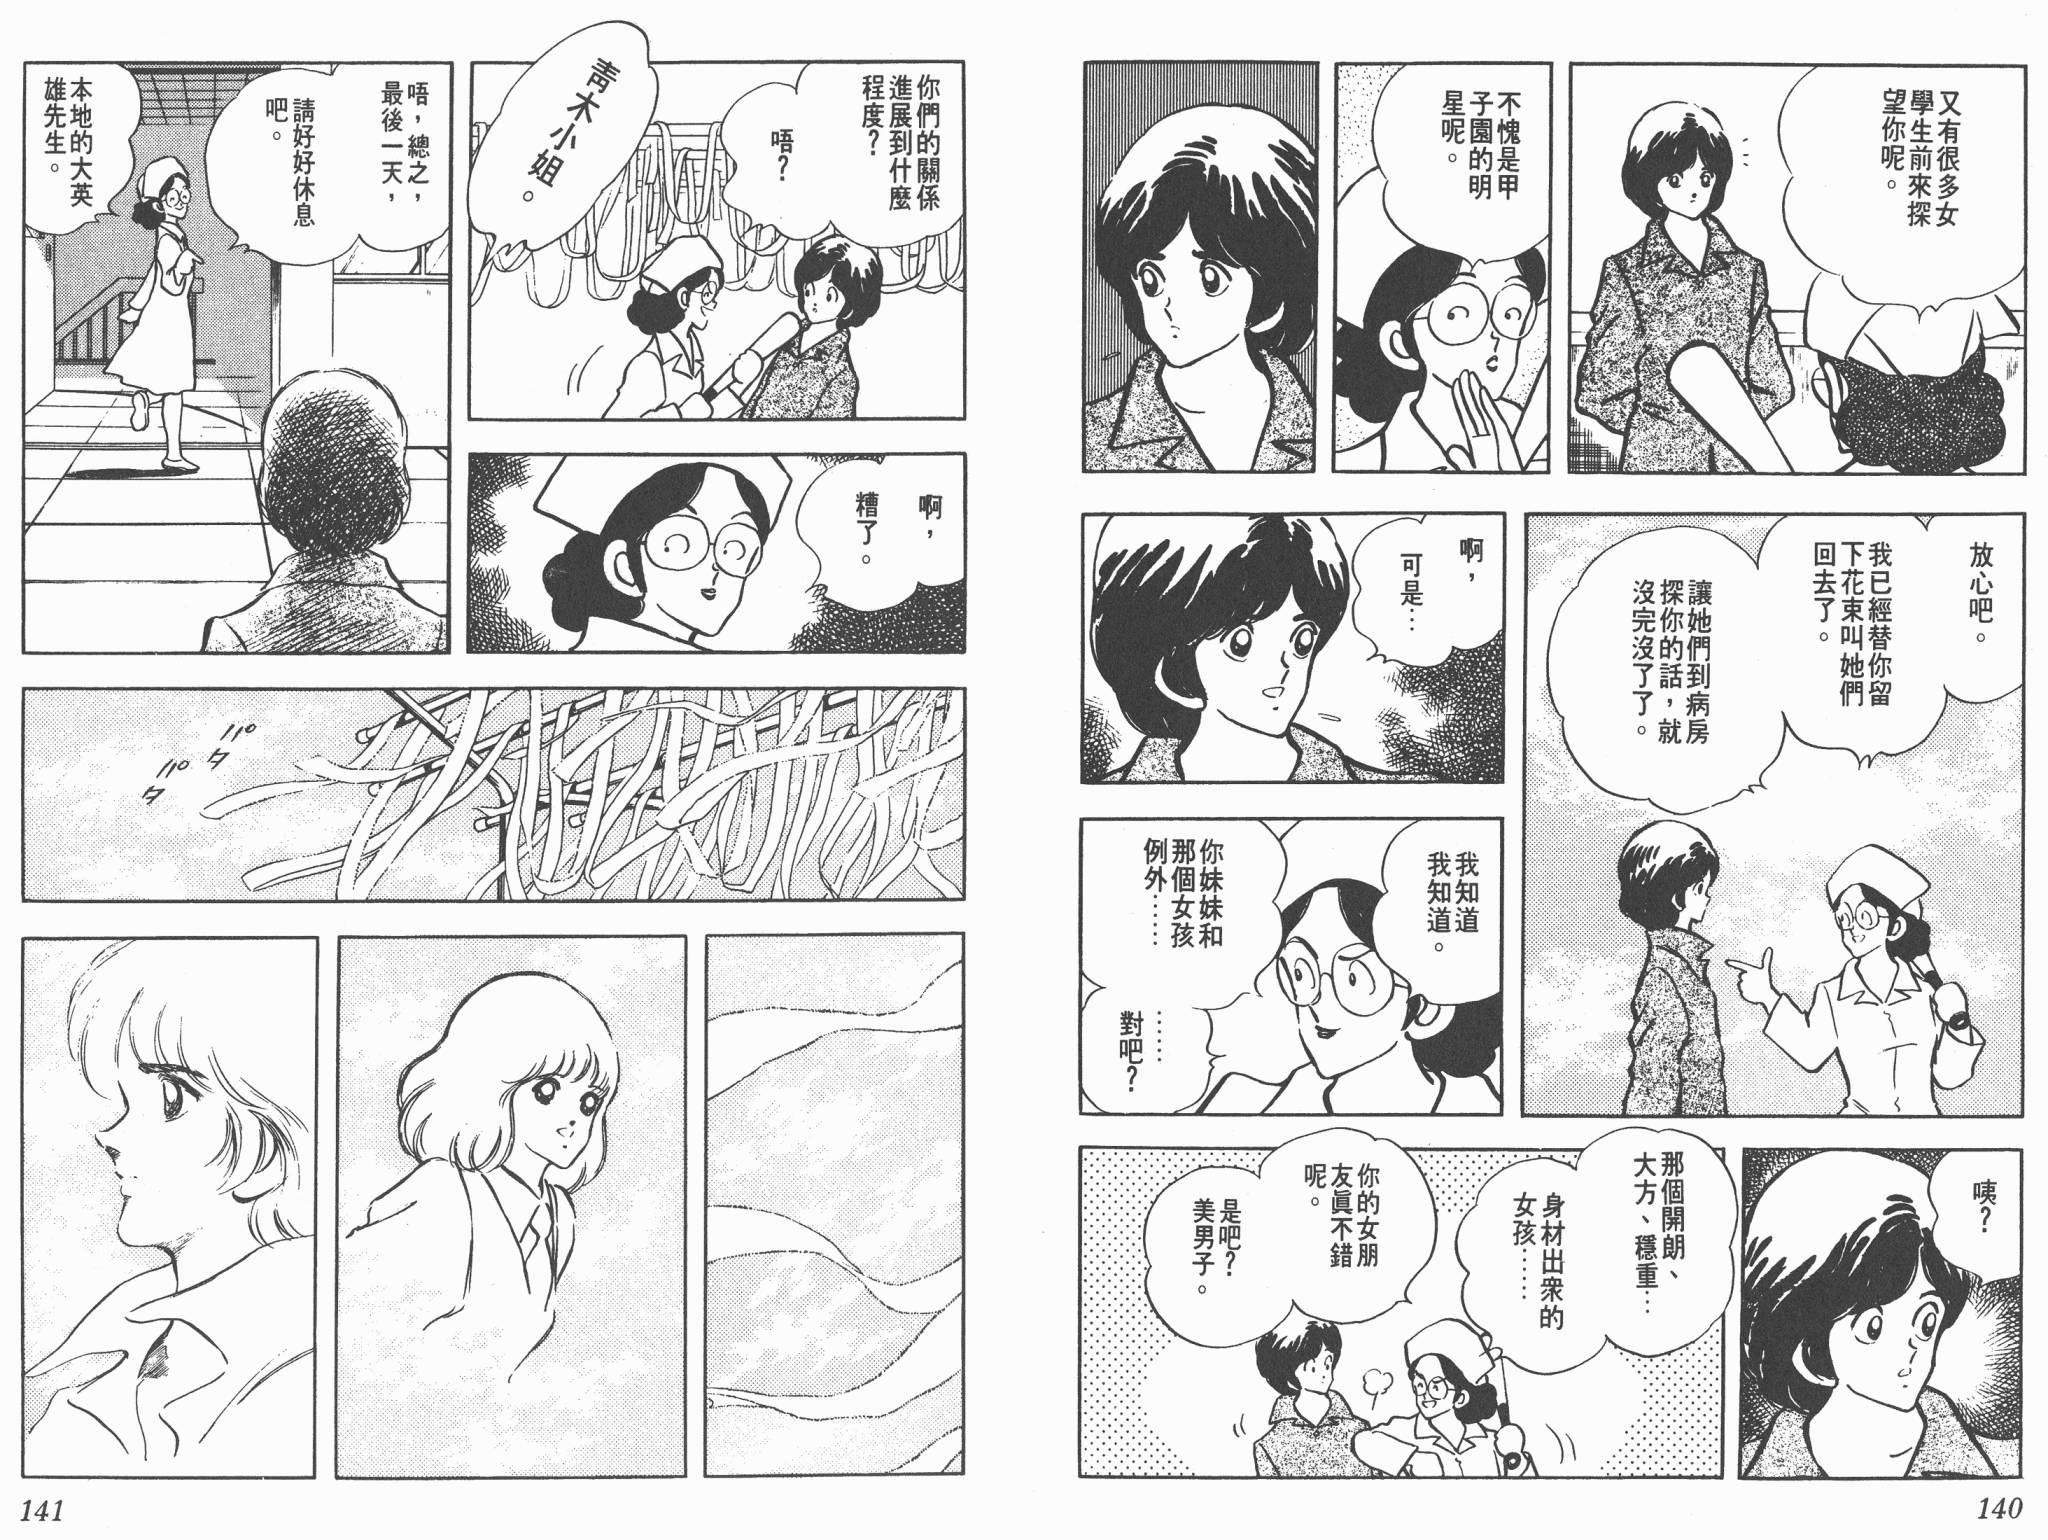 又有很多女
學生前來探
望你呢。
不愧是甲
子園的明
星呢。
放心吧。
我已經替你留
下花束叫她們
回去了。
讓她們到病房
探你的話，就
沒完沒了了。
啊，
可是…
我知道
我知道。
你妹妹和
那個女孩
例外……
……
對吧？
咦？
那個開朗、
大方、穩重…
身材出衆的
女孩……
你的女朋
友眞不錯
呢。
是吧？
美男子。
140
你們的關係
進展到什麼
程度？
唔？
青木小姐。
啊，
糟了。
唔，總之，
最後一天，
請好好休息
吧。
本地的大英
雄先生。
パタ
パタ
141